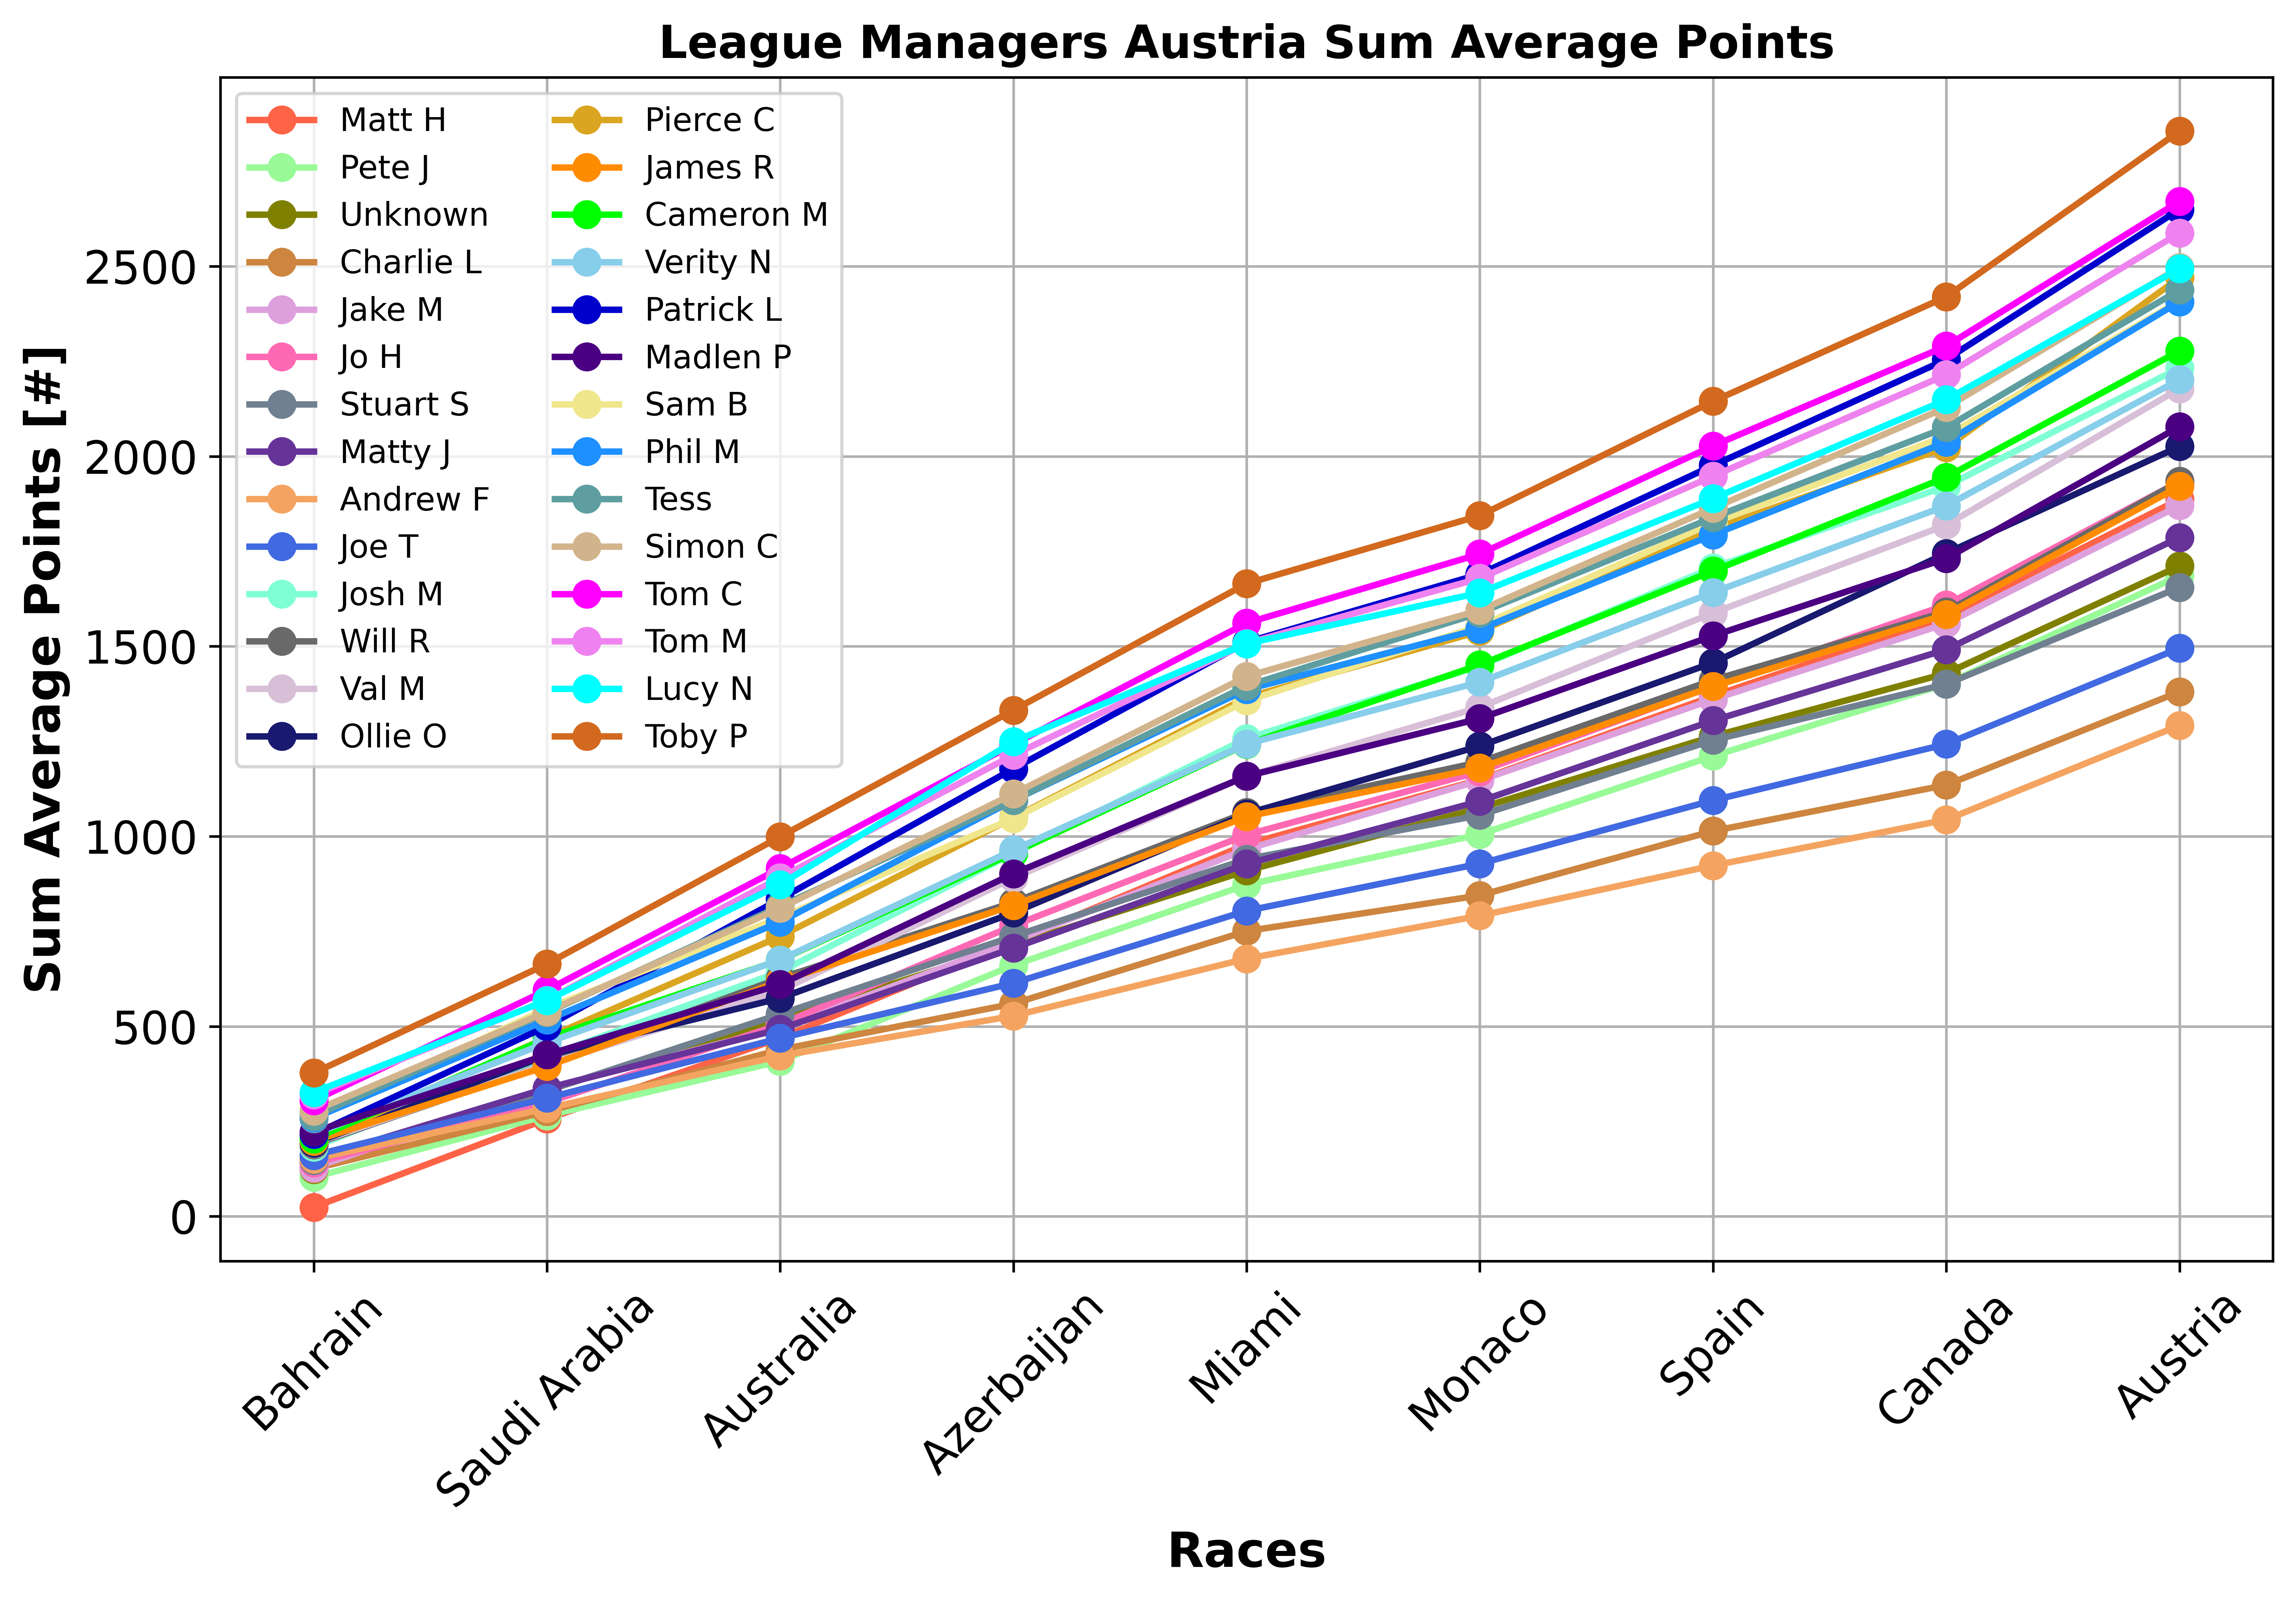 League Managers Austria Sum Average Points
Sum Average Points [#]
2500
2000
1500
1000
500
0
Matt H
Pete J
Unknown
Charlie L
Jake M
Jo H
Stuart S
Matty J
Andrew F
Joe T
Josh M
Will R
Val M
Ollie O
Pierce C
James R
Cameron M
Verity N
Patrick L
Madlen P
Sam B
Phil M
Tess
Simon C
Tom C
Tom M
Lucy N
Toby P
Bahrain
Saudi Arabia
Australia
Azerbaijan
Miami
Monaco
Spain
Canada
Austria
Races